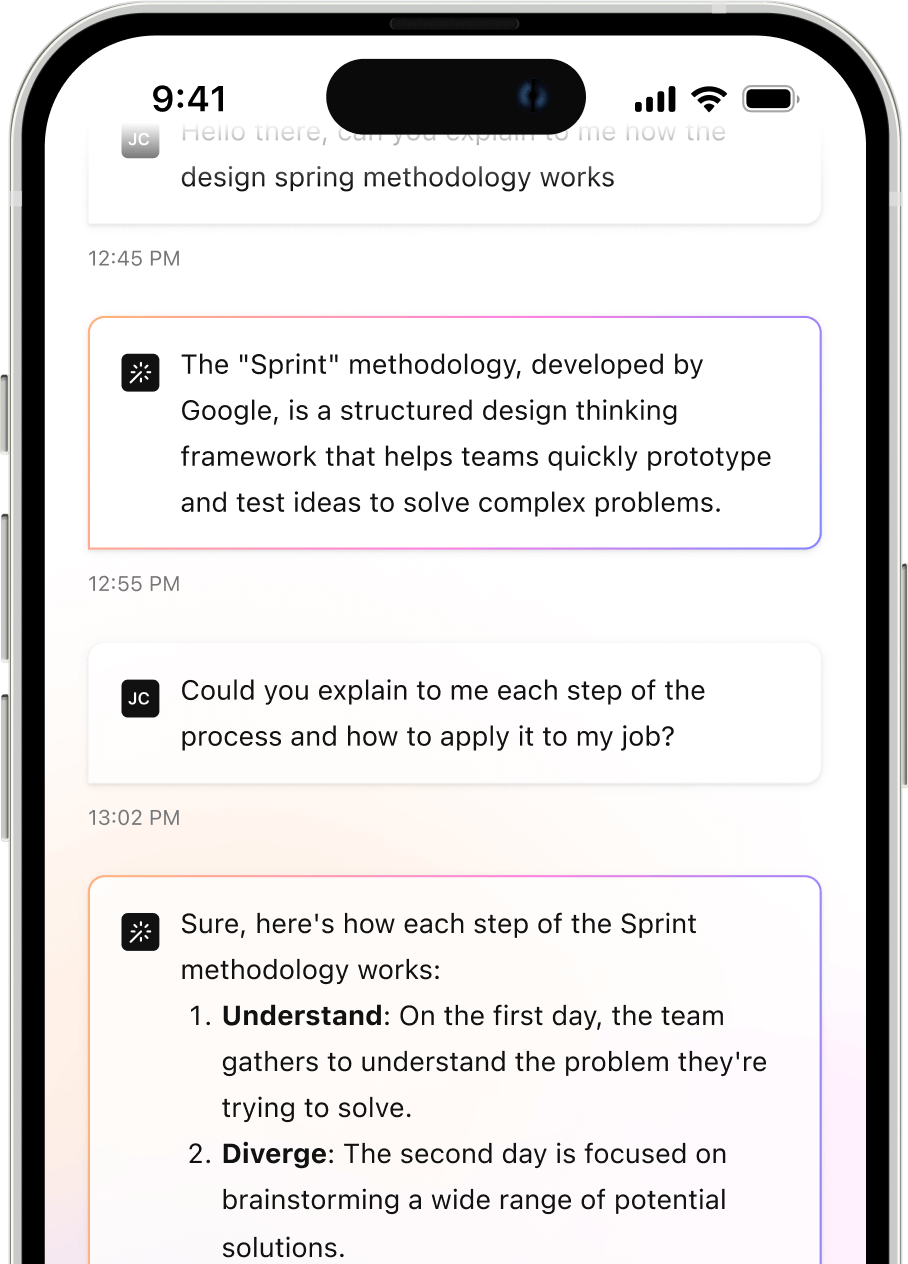 9:41
JC Hello there, can you explain to me how the
design spring methodology works
12:45 PM
The "Sprint" methodology, developed by
Google, is a structured design thinking
framework that helps teams quickly prototype
and test ideas to solve complex problems.
12:55 PM
JC Could you explain to me each step of the
process and how to apply it to my job?
13:02 PM
Sure, here's how each step of the Sprint
methodology works:
1. Understand: On the first day, the team
gathers to understand the problem they're
trying to solve.
2. Diverge: The second day is focused on
brainstorming a wide range of potential
solutions.